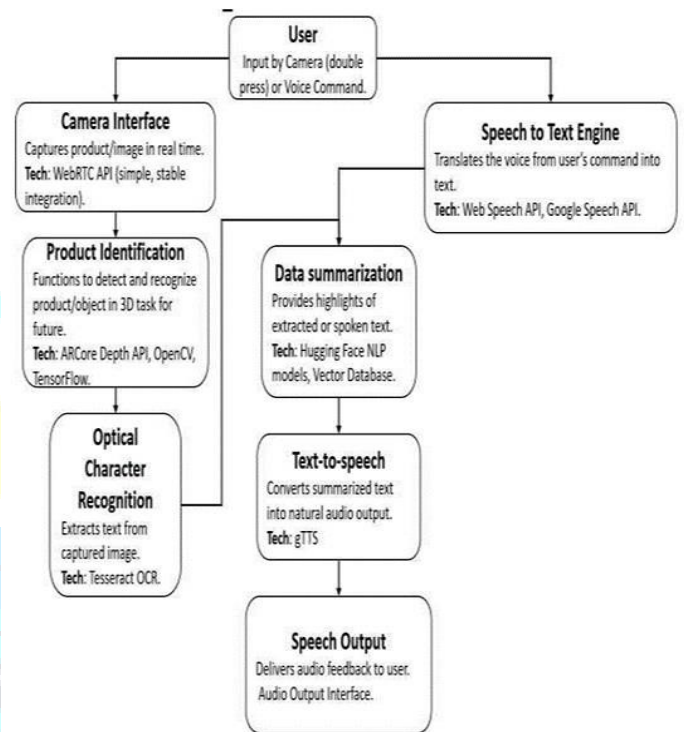 User
Input by Camera (double
press) or Voice Command.
Camera Interface
Captures product/image in real time.
Tech: WebRTC API (simple, stable
integration).
Speech to Text Engine
Translates the voice from user's command into
text.
Tech: Web Speech API, Google Speech API.
Product Identification
Functions to detect and recognize
product/object in 3D task for
future.
Tech: ARCore Depth API, OpenCV,
TensorFlow.
Data summarization
Provides highlights of
extracted or spoken text.
Tech: Hugging Face NLP
models, Vector Database.
Optical
Character
Recognition
Extracts text from
captured image.
Tech: Tesseract OCR.
Text-to-speech
Converts summarized text
into natural audio output.
Tech: gTTS
Speech Output
Delivers audio feedback to user.
Audio Output Interface.